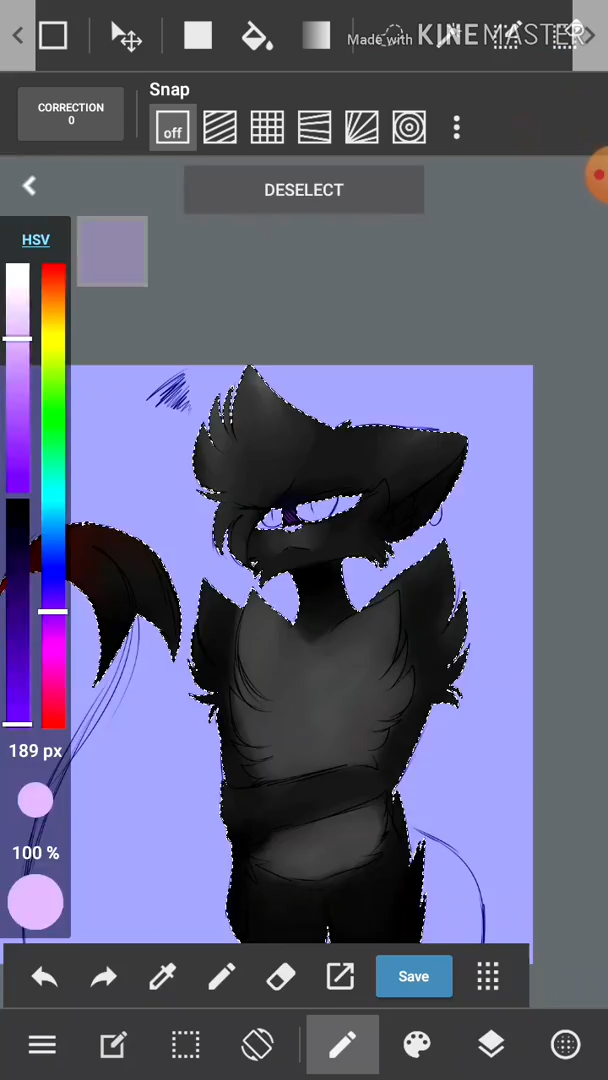 Made with KINEMASTER
CORRECTION
0
Snap
off
DESELECT
HSV
189 px
100 %
Save